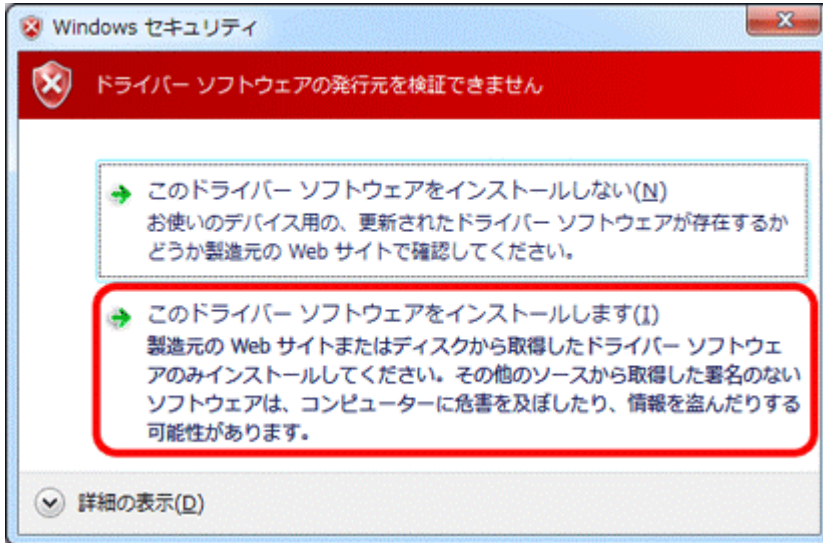 Windows セキュリティ
ドライバー ソフトウェアの発行元を検証できません
このドライバー ソフトウェアをインストールしない(N)
お使いのデバイス用の、更新されたドライバー ソフトウェアが存在するか
どうか製造元の Web サイトで確認してください。
このドライバー ソフトウェアをインストールします(I)
製造元の Web サイトまたはディスクから取得したドライバー ソフトウェ
アのみインストールしてください。その他のソースから取得した署名のない
ソフトウェアは、コンピューターに危害を及ぼしたり、情報を盗んだりする
可能性があります。
詳細の表示(D)